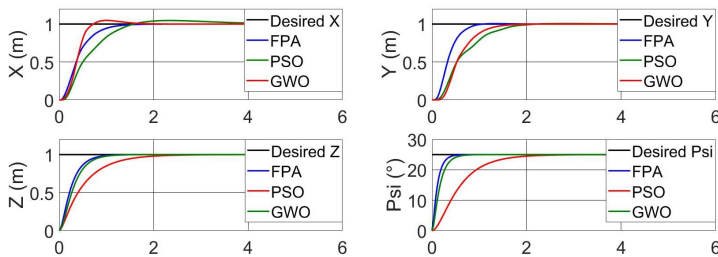 X (m)
1
0.5
0
0
2
4
6
Desired X
FPA
PSO
GWO
Y (m)
1
0.5
0
0
2
4
6
Desired Y
FPA
PSO
GWO
Z (m)
1
0.5
0
0
2
4
6
Desired Z
FPA
PSO
GWO
Psi (°)
30
20
10
0
0
2
4
6
Desired Psi
FPA
PSO
GWO